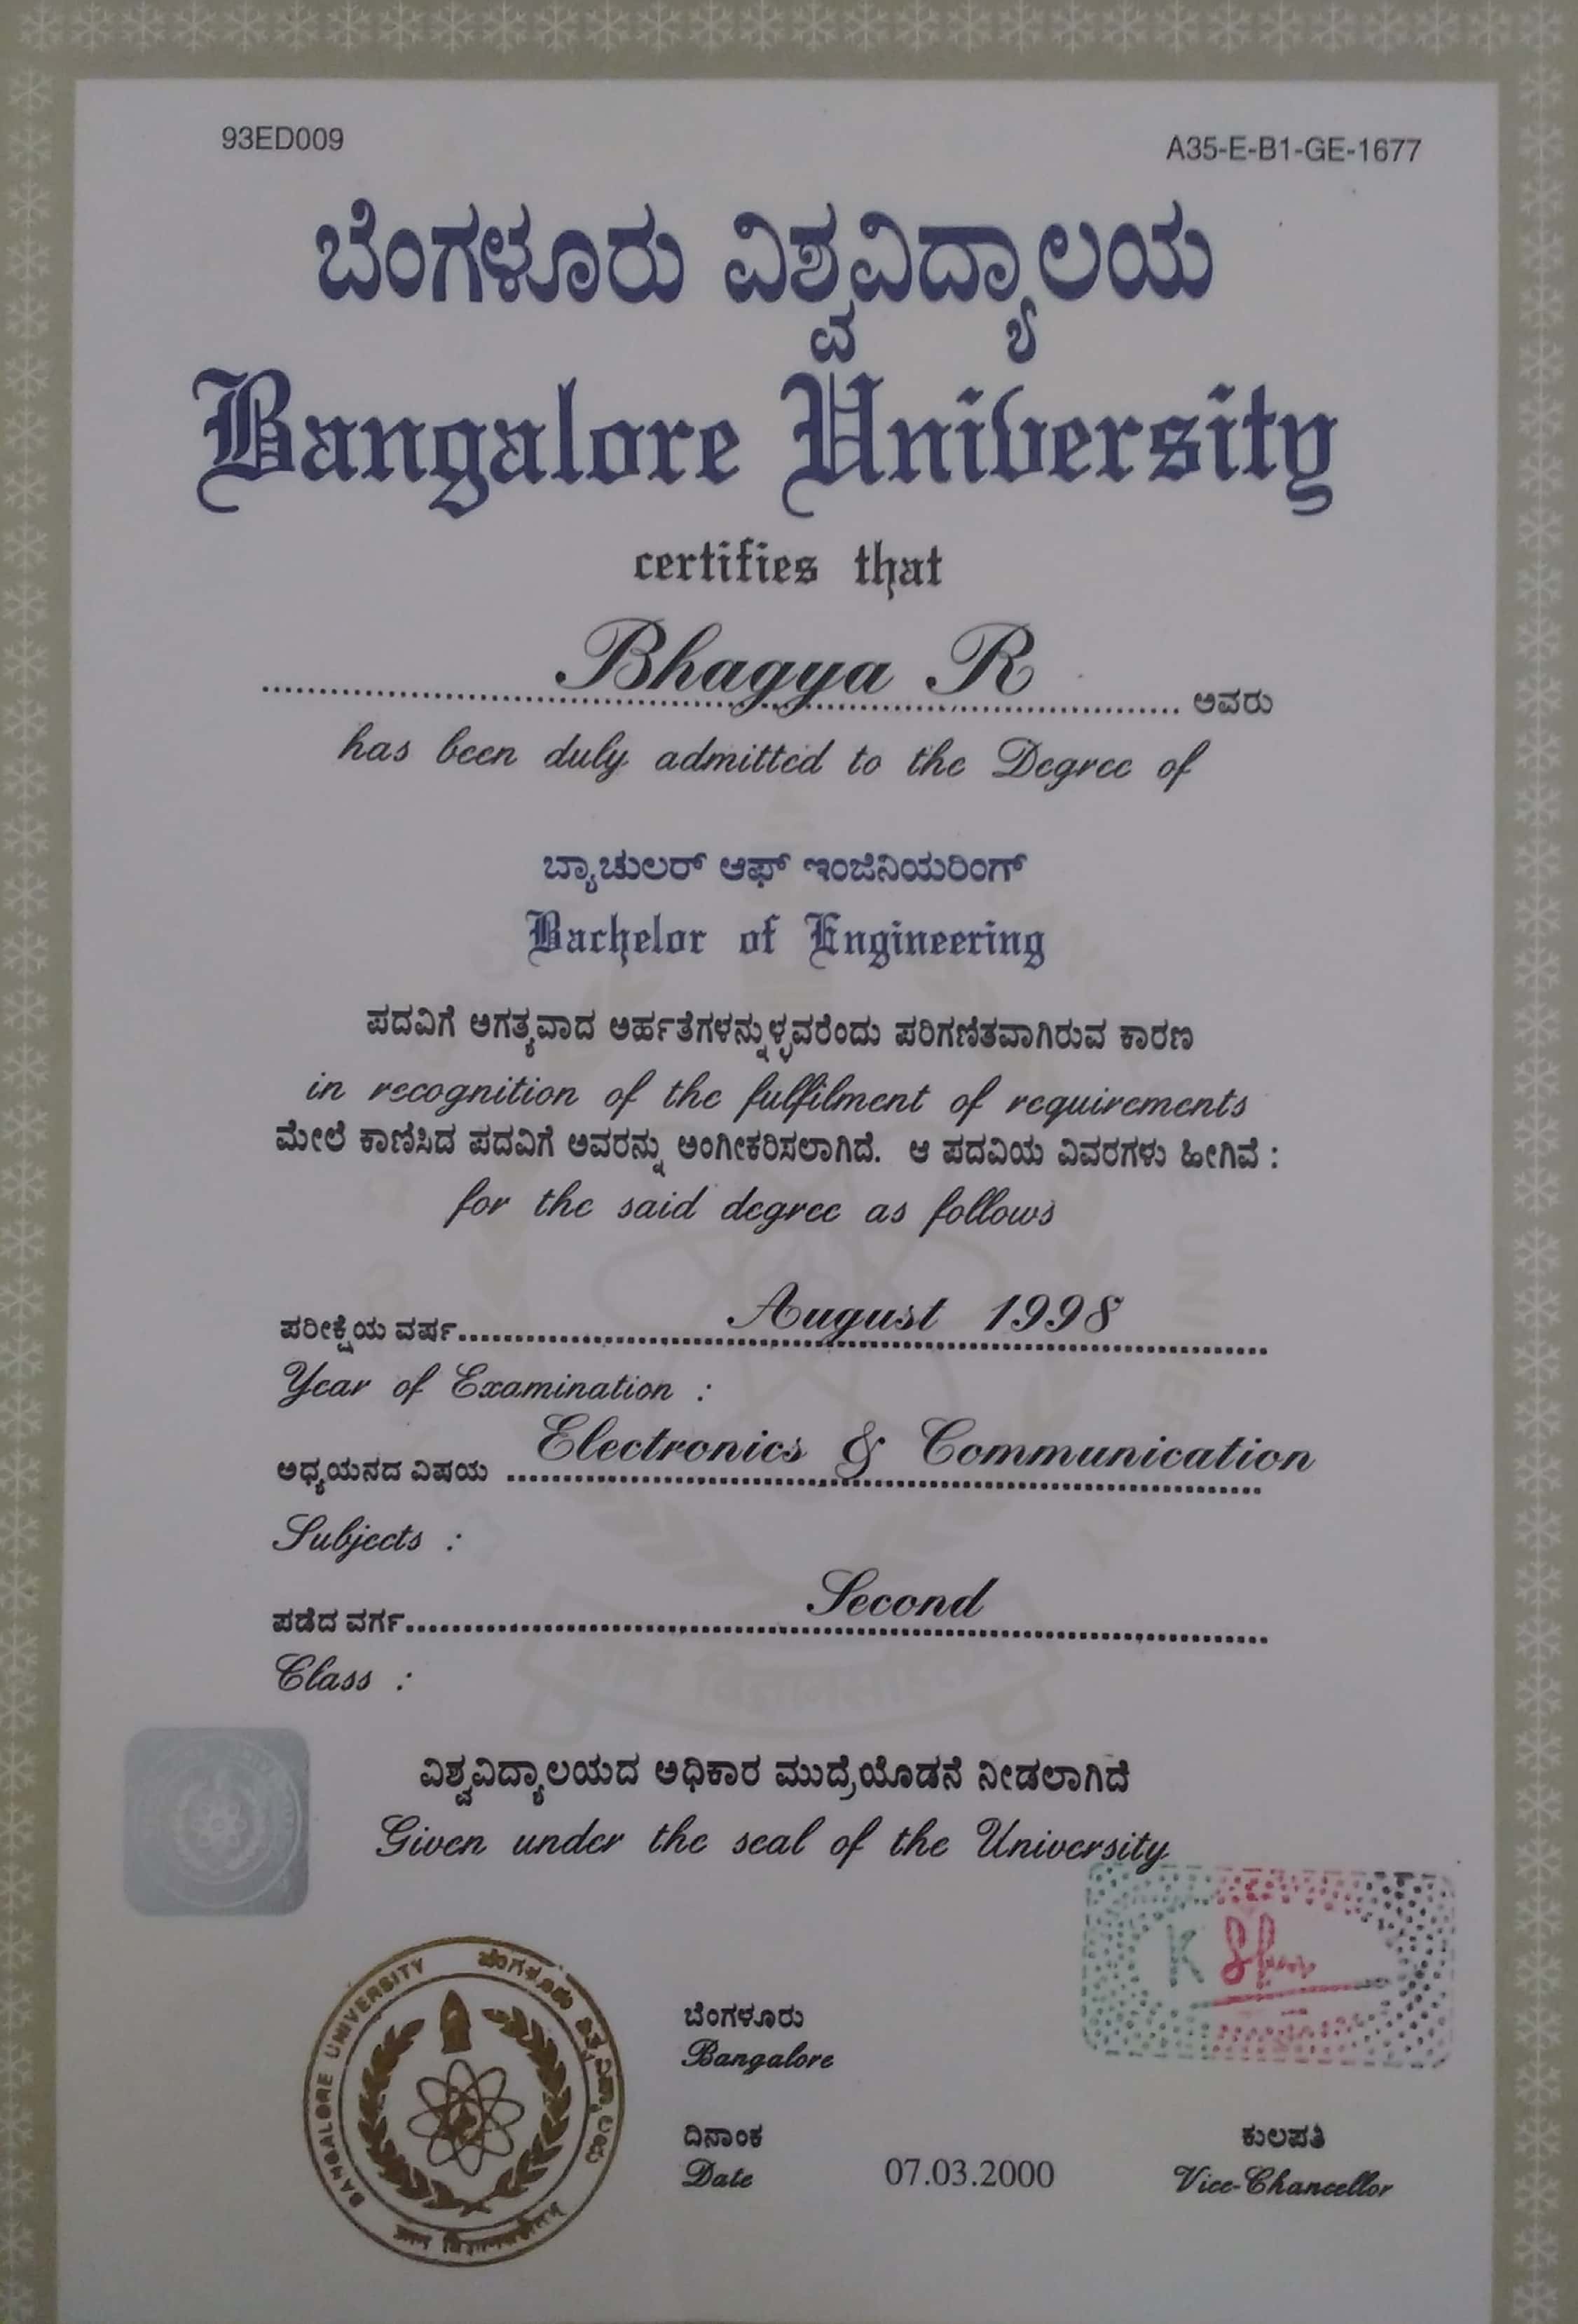 93ED009
A35-E-B1-GE-1677
ಬೆಂಗಳೂರು ವಿಶ್ವವಿದ್ಯಾಲಯ
Bangalore University
certifies that
Bhagya R
ಅವರು
has been duly admitted to the Degree of
ಬ್ಯಾಚುಲರ್ ಆಫ್ ಇಂಜಿನಿಯರಿಂಗ್
Bachelor of Engineering
ಪದವಿಗೆ ಅಗತ್ಯವಾದ ಅರ್ಹತೆಗಳನ್ನುಳ್ಳವರೆಂದು ಪರಿಗಣಿತವಾಗಿರುವ ಕಾರಣ
in recognition of the fulfilment of requirements
ಮೇಲೆ ಕಾಣಿಸಿದ ಪದವಿಗೆ ಅವರನ್ನು ಅಂಗೀಕರಿಸಲಾಗಿದೆ. ಆ ಪದವಿಯ ವಿವರಗಳು ಹೀಗಿವೆ :
for the said degree as follows
ಪರೀಕ್ಷೆಯ ವರ್ಷ August 1998
Year of Examination :
ಅಧ್ಯಯನದ ವಿಷಯ Electronics & Communication
Subjects :
ಪಡೆದ ವರ್ಗ Second
Class :
ವಿಶ್ವವಿದ್ಯಾಲಯದ ಅಧಿಕಾರ ಮುದ್ರೆಯೊಡನೆ ನೀಡಲಾಗಿದೆ
Given under the seal of the University
BANGALORE UNIVERSITY ಬೆಂಗಳೂರು ವಿಶ್ವವಿದ್ಯಾಲಯ
ಬೆಂಗಳೂರು
Bangalore
ದಿನಾಂಕ
Date 07.03.2000
ಕುಲಪತಿ
Vice-Chancellor